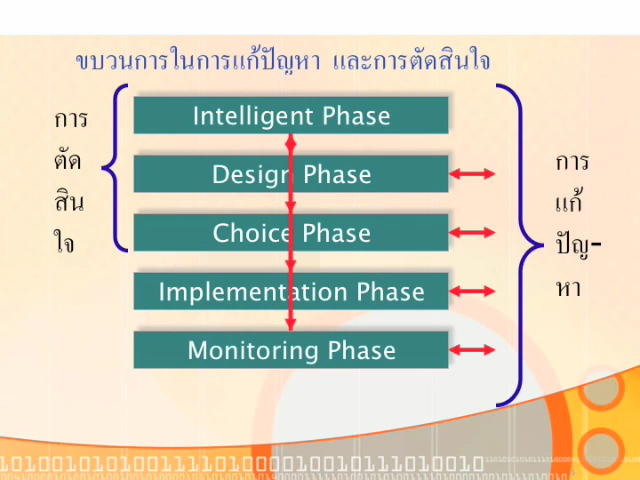 ขบวนการในการแก้ปัญหา และการตัดสินใจ
การ
ตัด
สิน
ใจ
Intelligent Phase
Design Phase
Choice Phase
Implementation Phase
Monitoring Phase
การ
แก้
ปัญ-
หา